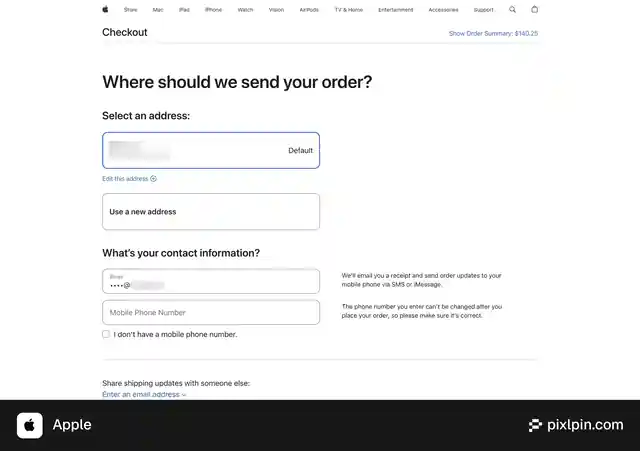 Store Mac iPad iPhone Watch Vision AirPods TV & Home Entertainment Accessories Support
Checkout
Show Order Summary: $140.25
Where should we send your order?
Select an address:
Default
Edit this address
Use a new address
What's your contact information?
••••@
We'll email you a receipt and send order updates to your
mobile phone via SMS or iMessage.
Mobile Phone Number
The phone number you enter can't be changed after you
place your order, so please make sure it's correct.
I don't have a mobile phone number.
Share shipping updates with someone else:
Enter an email address
Apple
pixlpin.com